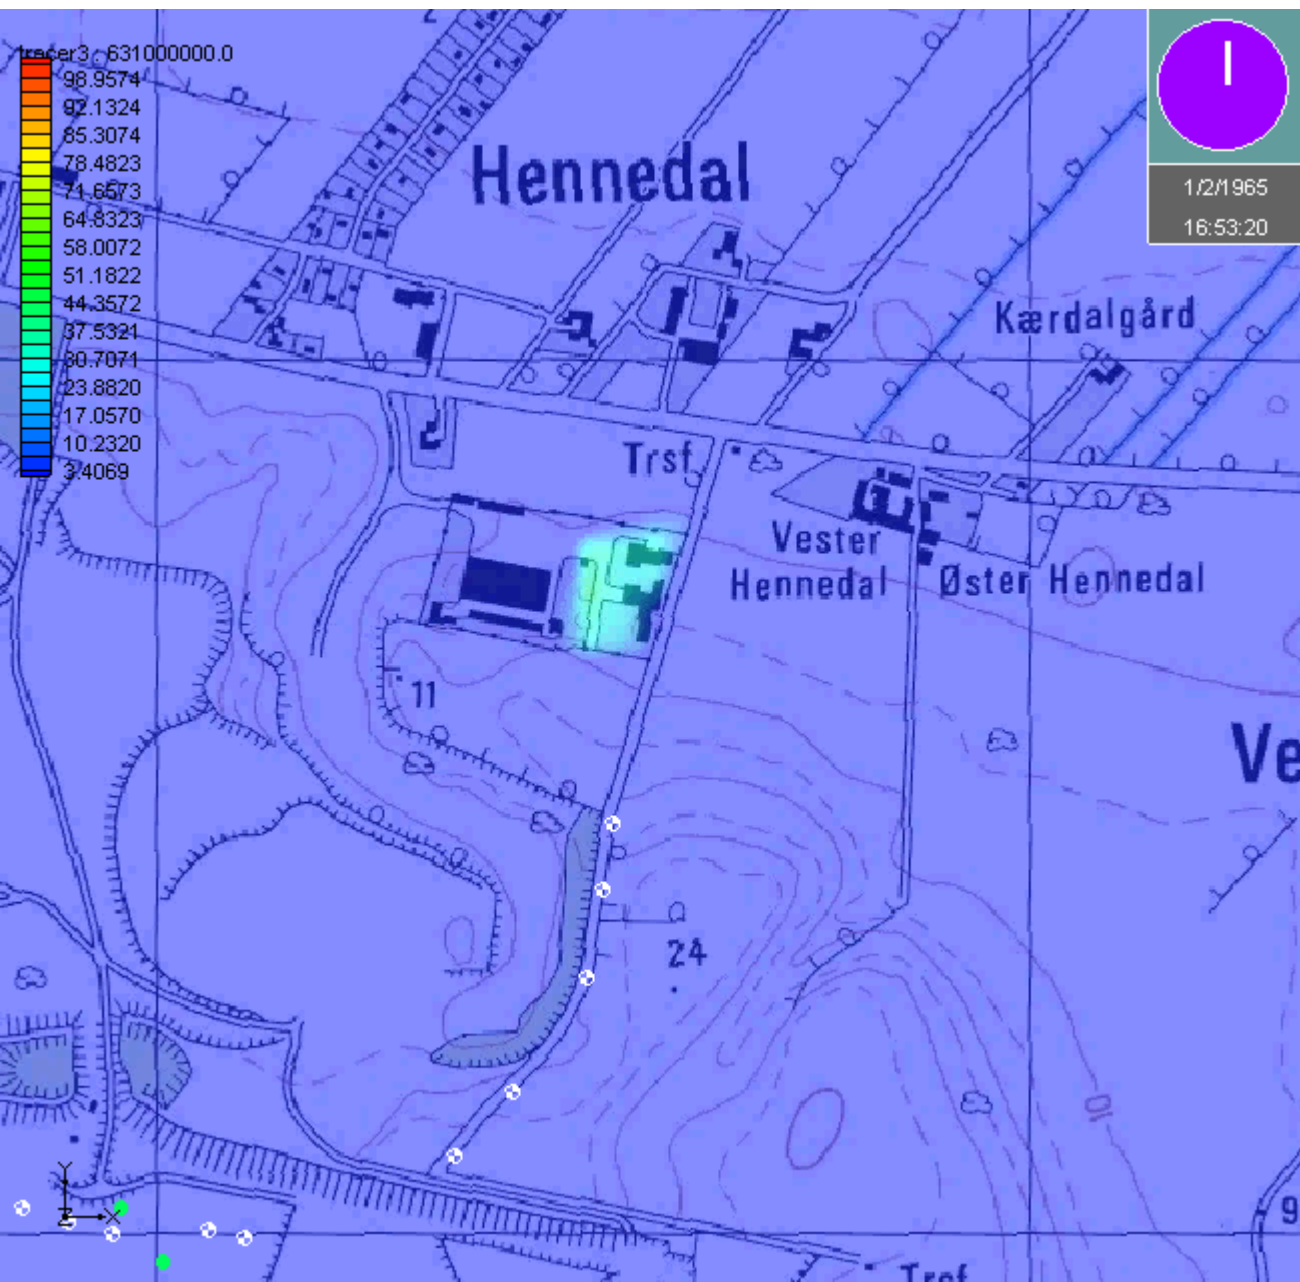 tracer3 : 631000000.0
98.9574
92.1324
85.3074
78.4823
71.6573
64.8323
58.0072
51.1822
44.3572
37.5321
30.7071
23.8820
17.0570
10.2320
3.4069
1/2/1965
16:53:20
Hennedal
Kærdalgård
Trsf
Vester
Hennedal
Øster Hennedal
11
Ve
24
10
Y
Z
X
9
Trsf